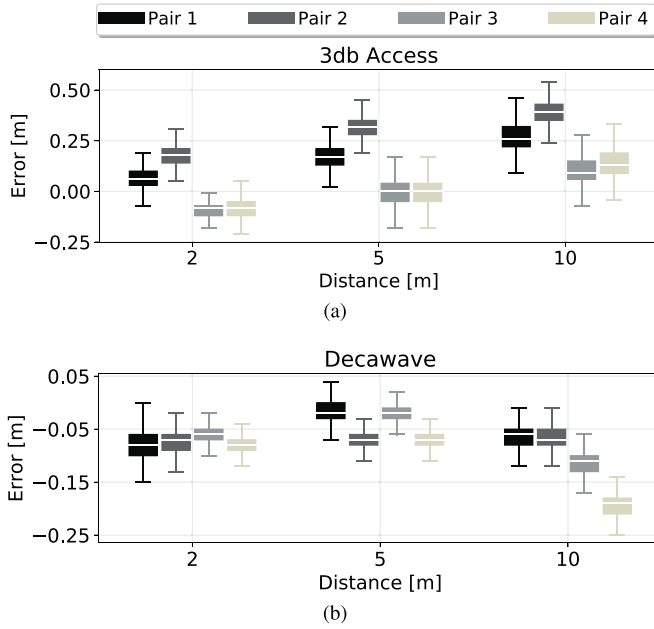 Pair 1 Pair 2 Pair 3 Pair 4
3db Access
Error [m]
0.50
0.25
0.00
−0.25
2 5 10
Distance [m]
(a)
Decawave
Error [m]
0.05
−0.05
−0.15
−0.25
2 5 10
Distance [m]
(b)